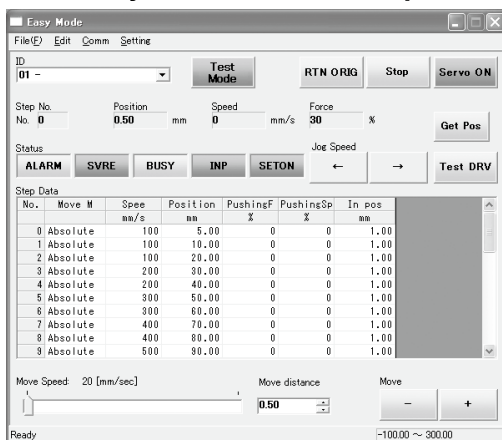 Easy Mode
File(F) Edit Comm Setting
ID
01 -
Test
Mode
RTN ORIG
Stop
Servo ON
Step No. Position Speed Force
No. 0 0.50 mm 0 mm/s 30 %
Get Pos
Status
Jog Speed
ALARM SVRE BUSY INP SETON ← → Test DRV
Step Data
No. Move M Spee Position PushingF PushingSp In pos
mm/s mm % % mm
0 Absolute 100 5.00 0 0 1.00
1 Absolute 100 10.00 0 0 1.00
2 Absolute 100 20.00 0 0 1.00
3 Absolute 200 30.00 0 0 1.00
4 Absolute 200 40.00 0 0 1.00
5 Absolute 300 50.00 0 0 1.00
6 Absolute 300 60.00 0 0 1.00
7 Absolute 400 70.00 0 0 1.00
8 Absolute 400 80.00 0 0 1.00
9 Absolute 500 90.00 0 0 1.00
Move Speed: 20 [mm/sec] Move distance Move
0.50 - +
Ready -100.00 ~ 300.00